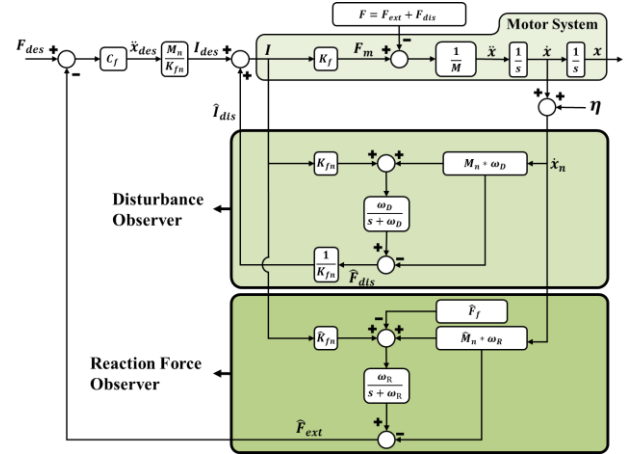 F = F_ext + F_dis
Motor System
F_des + − C_f ẍ_des M_n/K_fn I_des + + I K_f F_m + − 1/M ẍ 1/s ẋ 1/s x
Î_dis
+ + η
K_fn + + M_n * ω_D ẋ_n
Disturbance
Observer
ω_D/(s + ω_D)
1/K_fn F̂_dis + −
F̂_f
K̂_fn + − + M̂_n * ω_R
Reaction Force
Observer
ω_R/(s + ω_R)
F̂_ext + −